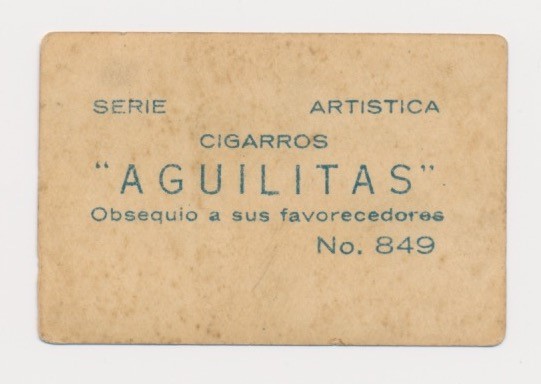 SERIE ARTISTICA
CIGARROS
"AGUILITAS"
Obsequio a sus favorecedores
No. 849